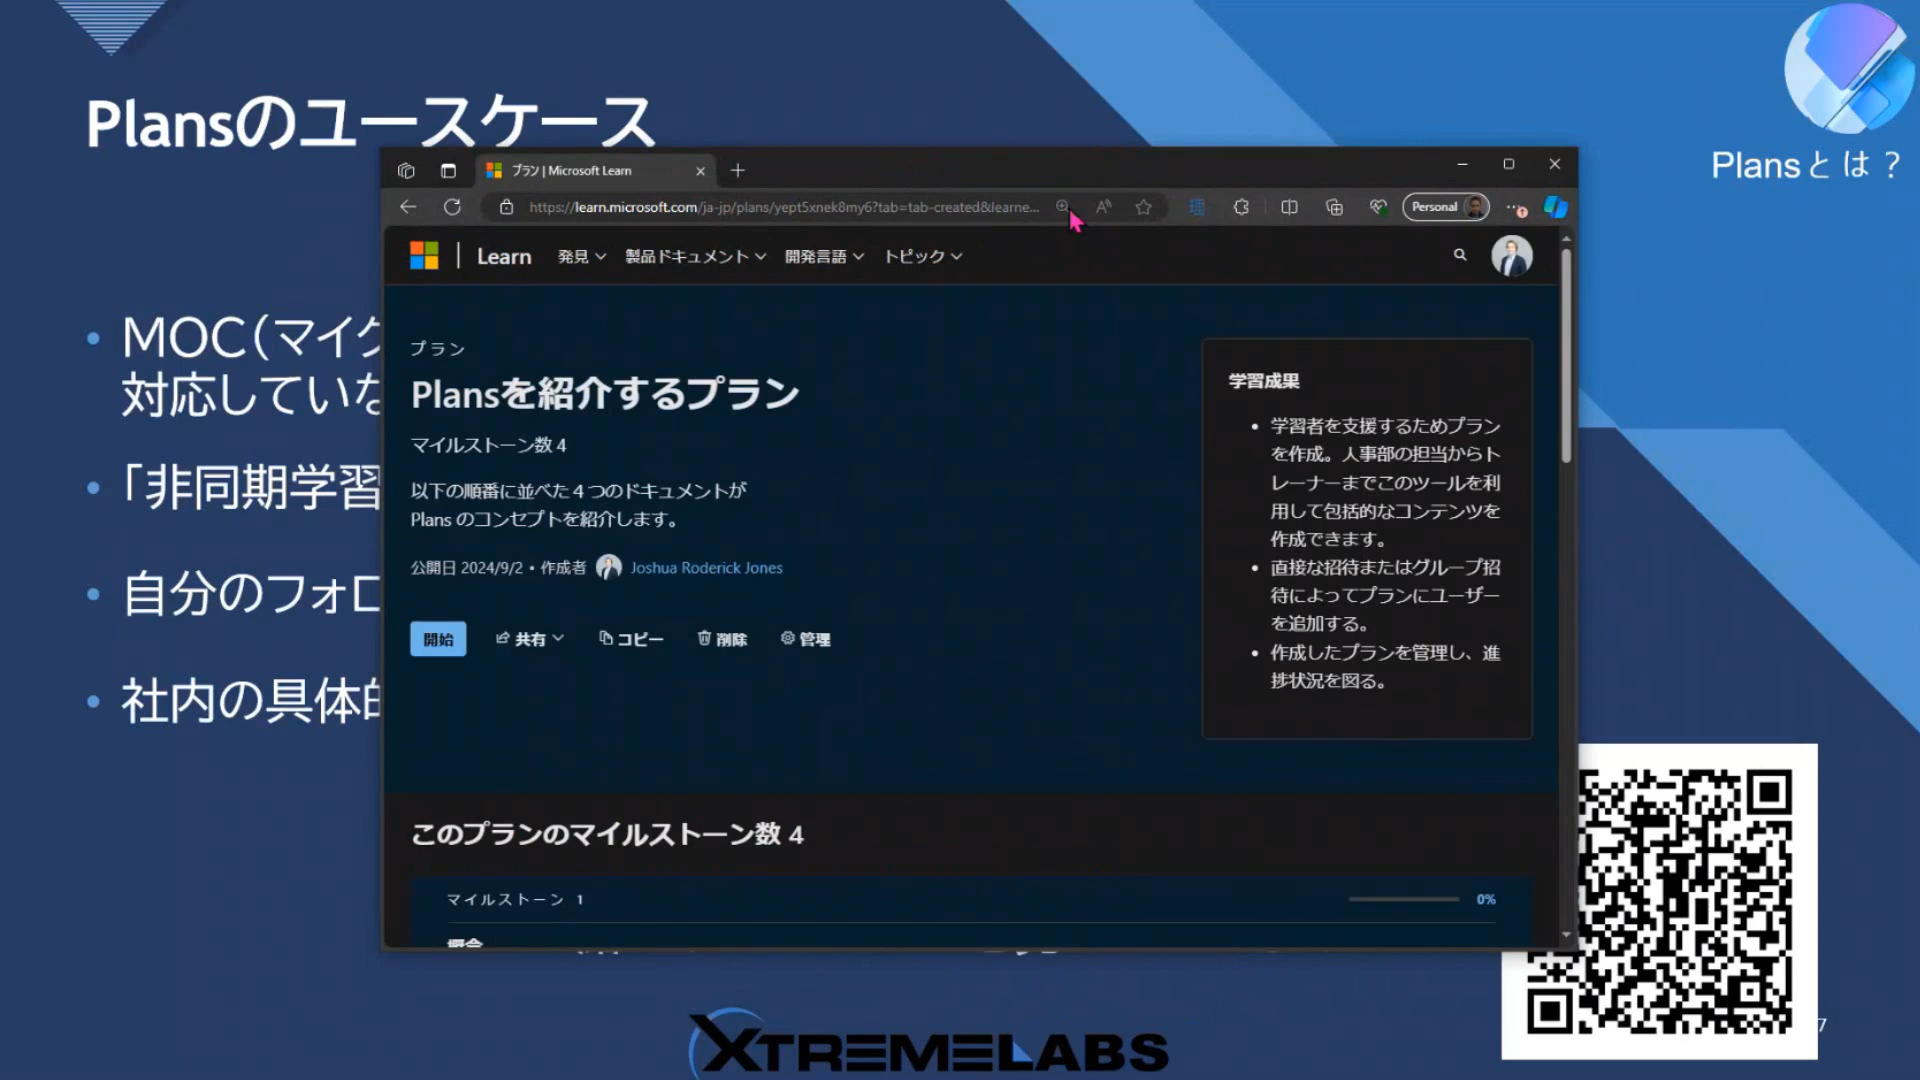 Plansのユースケース
Plansとは？
MOC(マイク
対応していな
「非同期学習
自分のフォロ
社内の具体的
プラン | Microsoft Learn
https://learn.microsoft.com/ja-jp/plans/yept5xnek8my6?tab=tab-created&learne...
Personal
Learn
発見
製品ドキュメント
開発言語
トピック
プラン
Plansを紹介するプラン
マイルストーン数 4
以下の順番に並べた４つのドキュメントが
Plans のコンセプトを紹介します。
公開日 2024/9/2 • 作成者 Joshua Roderick Jones
開始
共有
コピー
削除
管理
学習成果
• 学習者を支援するためプラン
を作成。人事部の担当からト
レーナーまでこのツールを利
用して包括的なコンテンツを
作成できます。
• 直接な招待またはグループ招
待によってプランにユーザー
を追加する。
• 作成したプランを管理し、進
捗状況を図る。
このプランのマイルストーン数 4
マイルストーン 1
0%
概念
XTREMELABS
7